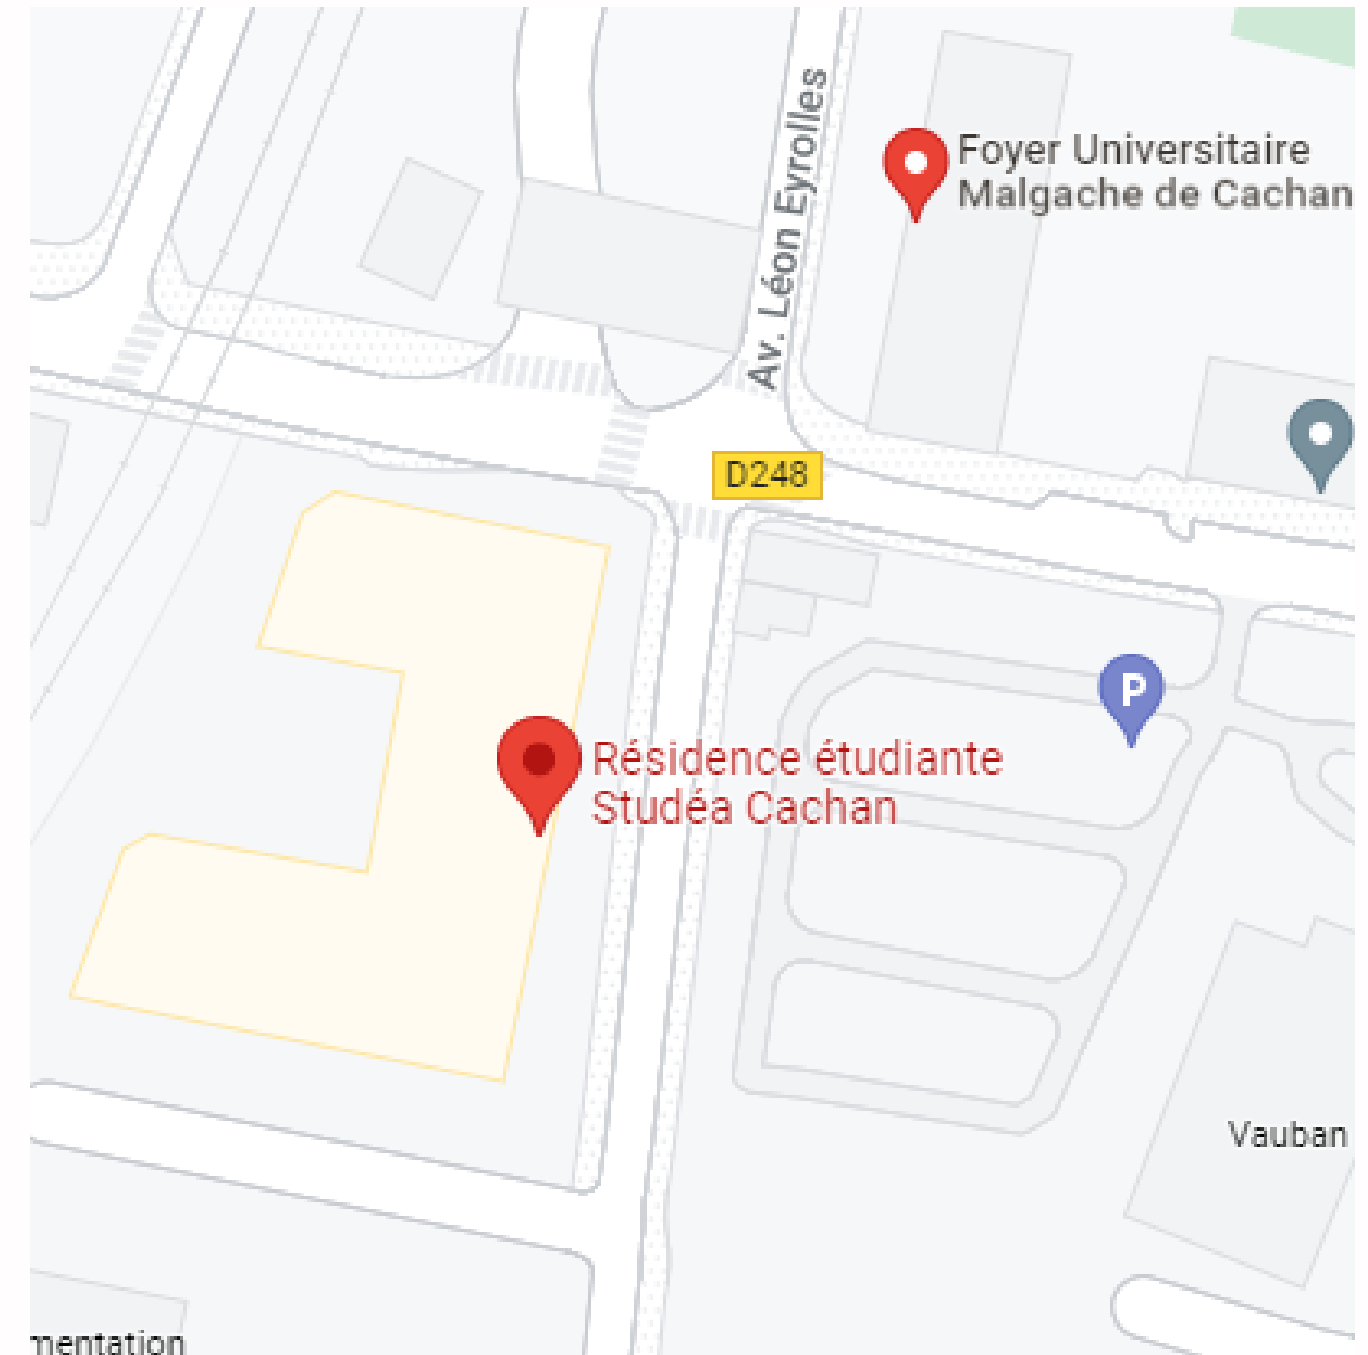 Av. Léon Eyrolles
Foyer Universitaire
Malgache de Cachan
D248
P
Résidence étudiante
Studéa Cachan
Vauban
mentation